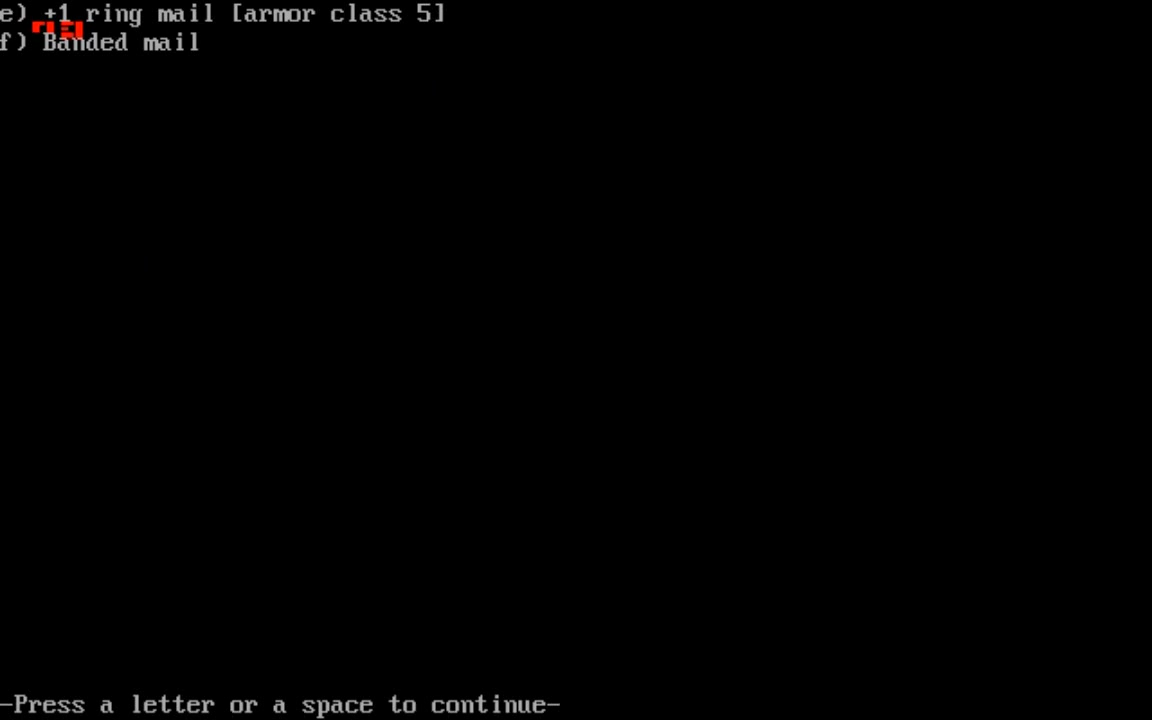 e) +1 ring mail [armor class 5]
f) Banded mail
-Press a letter or a space to continue-